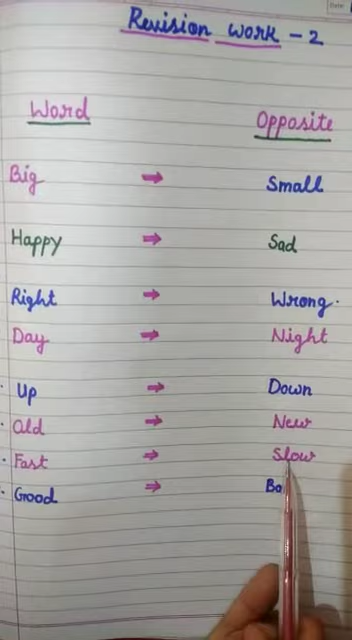 Revision work - 2
Word Opposite
Big → Small
Happy → Sad
Right → Wrong.
Day → Night
Up → Down
Old → New
Fast → Slow
Good →